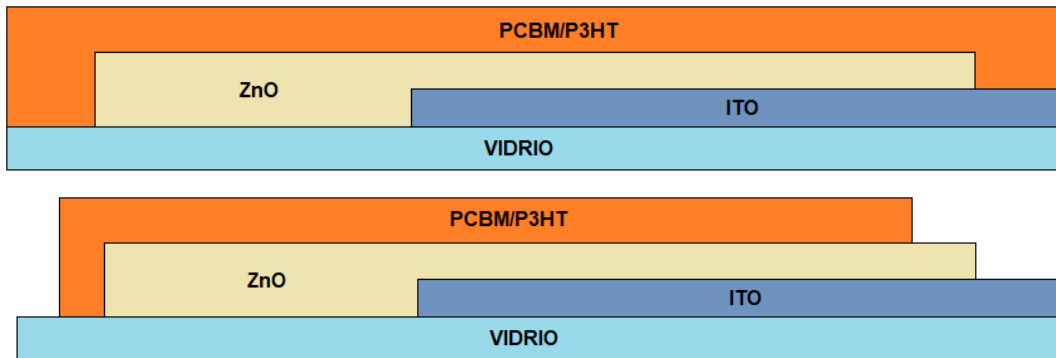 PCBM/P3HT
ZnO
ITO
VIDRIO
PCBM/P3HT
ZnO
ITO
VIDRIO